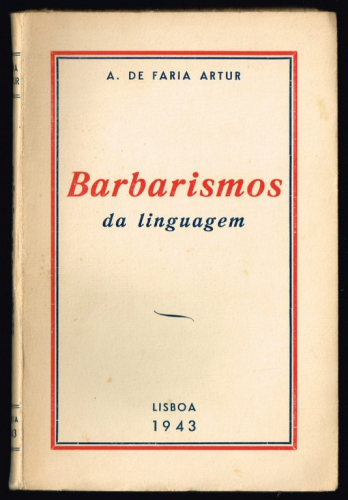 A. DE FARIA ARTUR
Barbarismos
da linguagem
LISBOA
1943